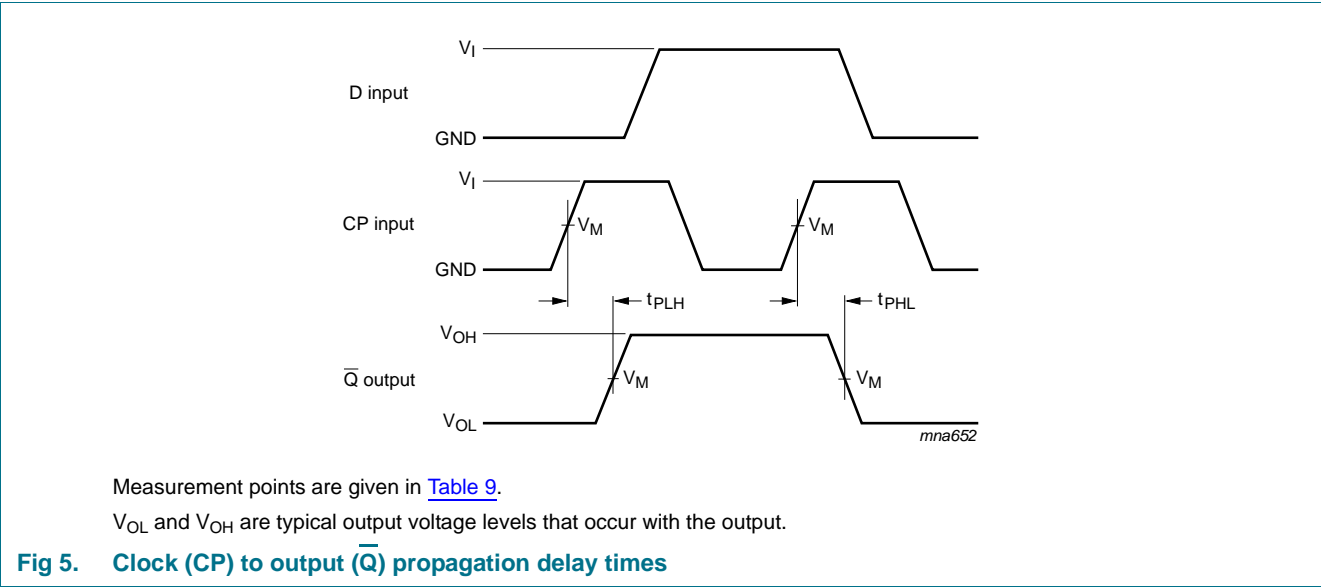 V_I
D input
GND
V_I
CP input
V_M
V_M
GND
t_PLH
t_PHL
V_OH
Q̅ output
V_M
V_M
V_OL
mna652
Measurement points are given in Table 9.
V_OL and V_OH are typical output voltage levels that occur with the output.
Fig 5. Clock (CP) to output (Q̅) propagation delay times